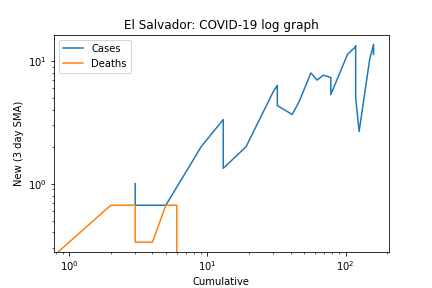 El Salvador: COVID-19 log graph
Cases
Deaths
10¹
10⁰
New (3 day SMA)
10⁰ 10¹ 10²
Cumulative